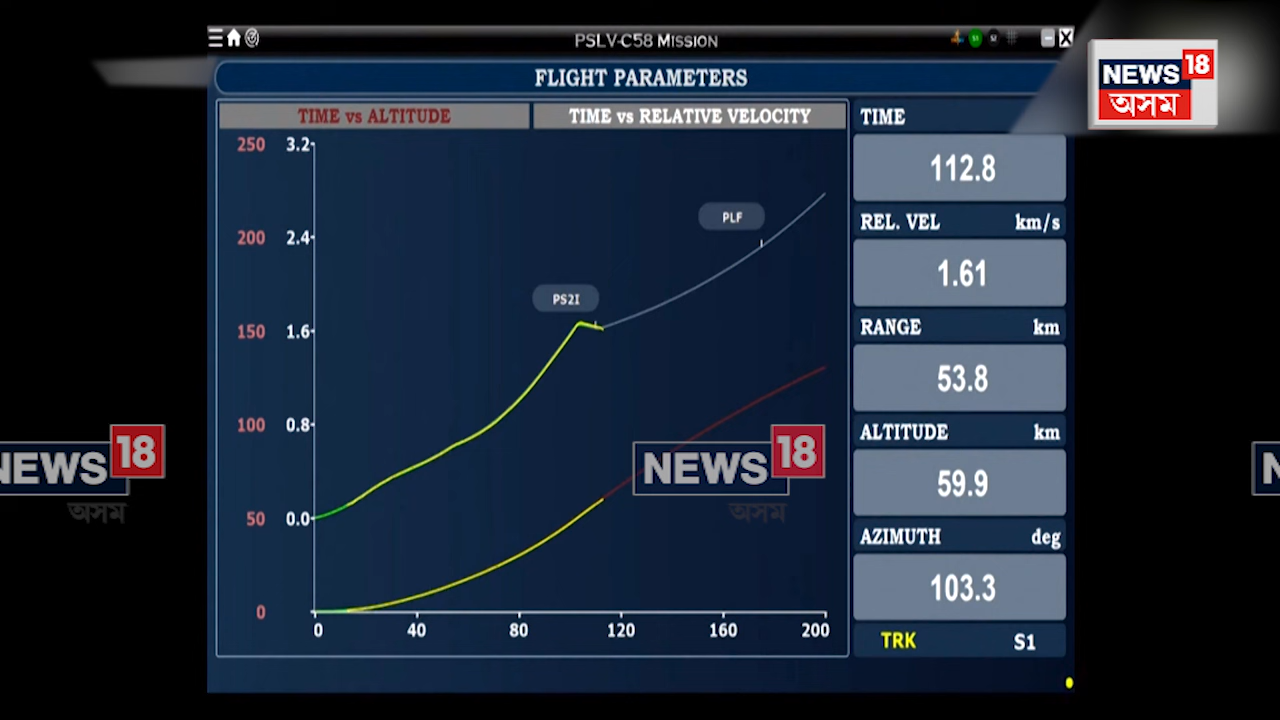 PSLV-C58 MISSION
FLIGHT PARAMETERS
TIME vs ALTITUDE
TIME vs RELATIVE VELOCITY
250
200
150
100
50
0
3.2
2.4
1.6
0.8
0.0
PLF
PS2I
0 40 80 120 160 200
TIME
112.8
REL. VEL km/s
1.61
RANGE km
53.8
ALTITUDE km
59.9
AZIMUTH deg
103.3
TRK S1
NEWS 18
অসম
NEWS 18
অসম
NEWS 18
অসম